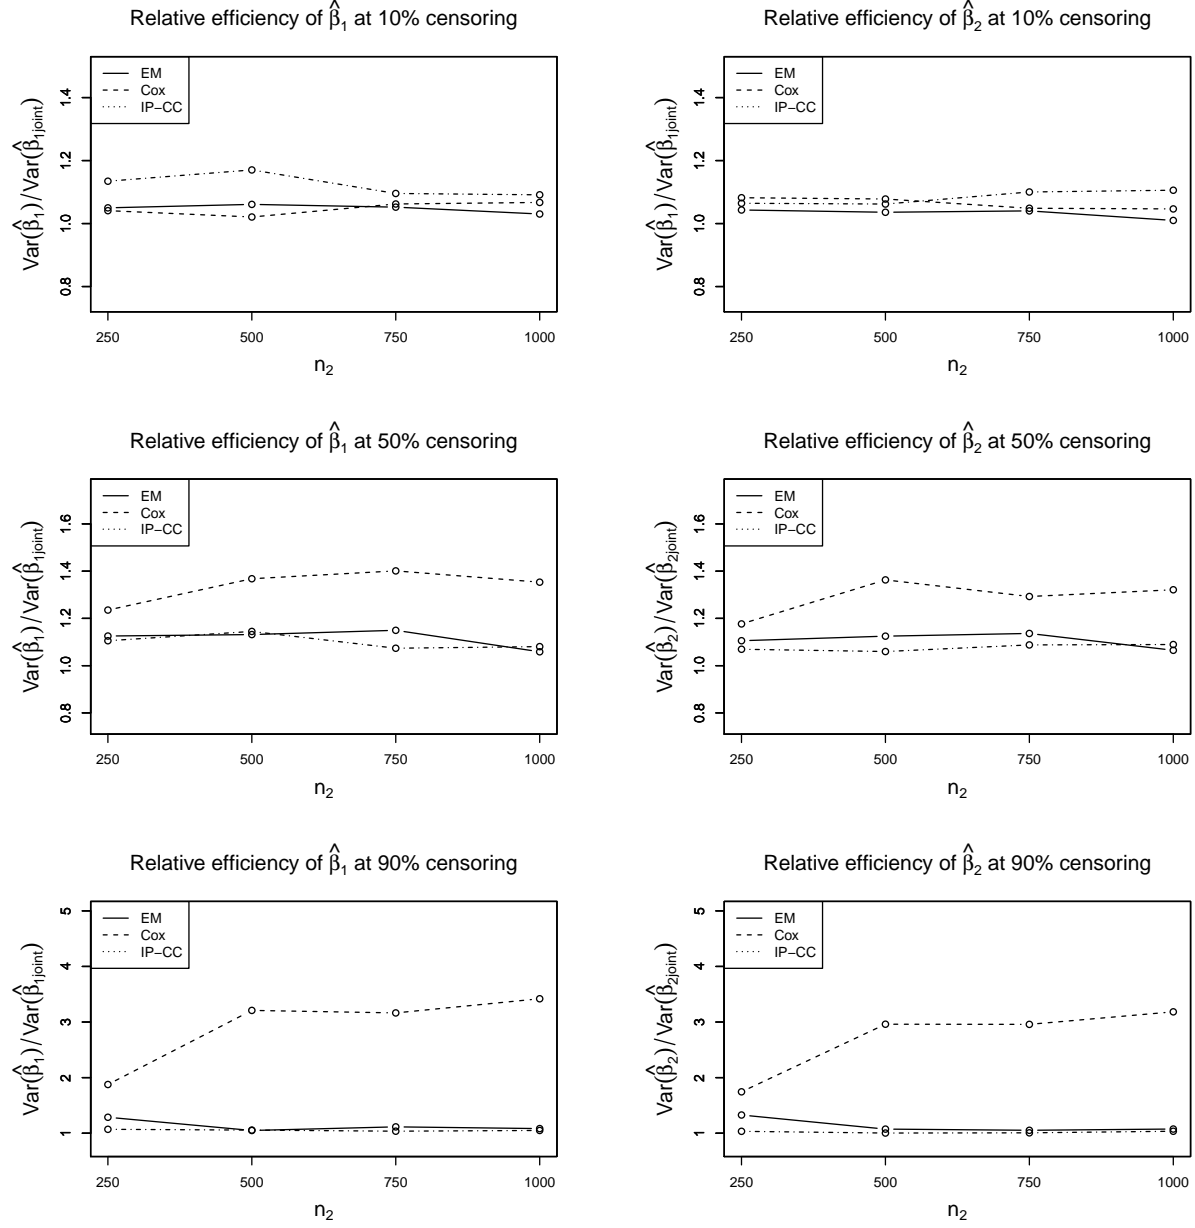 Relative efficiency of β̂₁ at 10% censoring
Var(β̂₁)/Var(β̂₁joint)
1.4
1.2
1.0
0.8
EM
Cox
IP−CC
250 500 750 1000
n₂
Relative efficiency of β̂₂ at 10% censoring
Var(β̂₁)/Var(β̂₁joint)
1.4
1.2
1.0
0.8
EM
Cox
IP−CC
250 500 750 1000
n₂
Relative efficiency of β̂₁ at 50% censoring
Var(β̂₁)/Var(β̂₁joint)
1.6
1.4
1.2
1.0
0.8
EM
Cox
IP−CC
250 500 750 1000
n₂
Relative efficiency of β̂₂ at 50% censoring
Var(β̂₂)/Var(β̂₂joint)
1.6
1.4
1.2
1.0
0.8
EM
Cox
IP−CC
250 500 750 1000
n₂
Relative efficiency of β̂₁ at 90% censoring
Var(β̂₁)/Var(β̂₁joint)
5
4
3
2
1
EM
Cox
IP−CC
250 500 750 1000
n₂
Relative efficiency of β̂₂ at 90% censoring
Var(β̂₂)/Var(β̂₂joint)
5
4
3
2
1
EM
Cox
IP−CC
250 500 750 1000
n₂